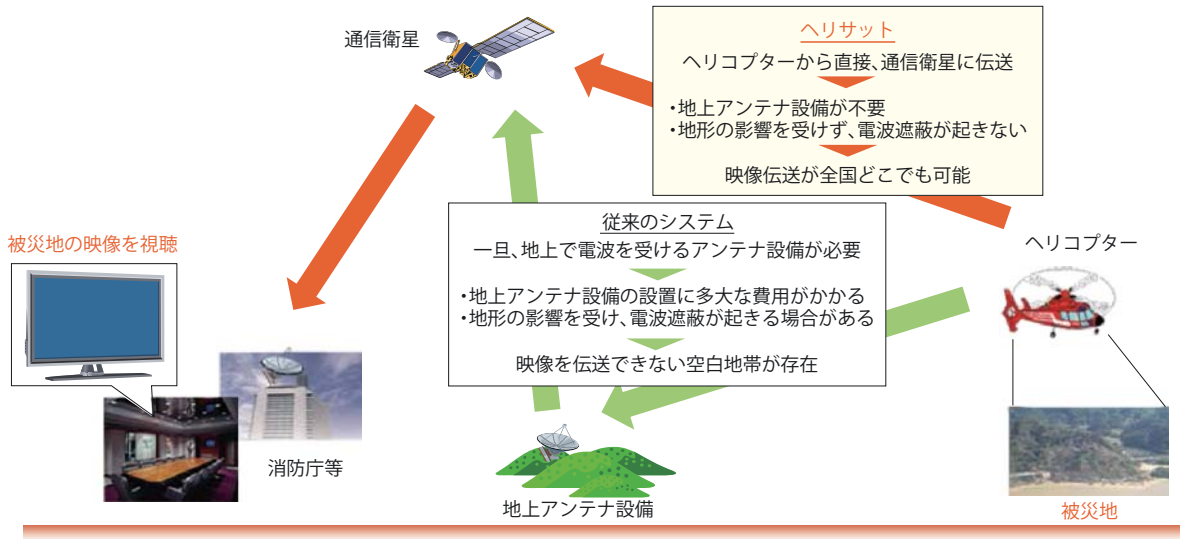 通信衛星
ヘリサット
ヘリコプターから直接、通信衛星に伝送
・地上アンテナ設備が不要
・地形の影響を受けず、電波遮蔽が起きない
映像伝送が全国どこでも可能
従来のシステム
一旦、地上で電波を受けるアンテナ設備が必要
・地上アンテナ設備の設置に多大な費用がかかる
・地形の影響を受け、電波遮蔽が起きる場合がある
映像を伝送できない空白地帯が存在
ヘリコプター
被災地の映像を視聴
消防庁等
地上アンテナ設備
被災地